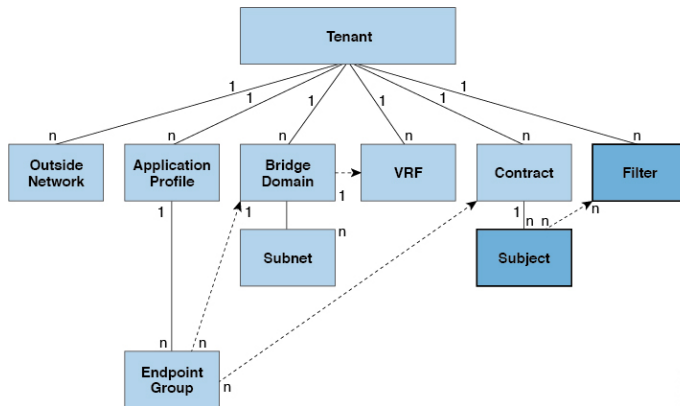 Tenant
1 1 1 1 1 1
n n n n n n
Outside
Network
Application
Profile
Bridge
Domain
VRF
Contract
Filter
1 1 1 1 n
n n n
Subnet
Subject
n n n
Endpoint
Group